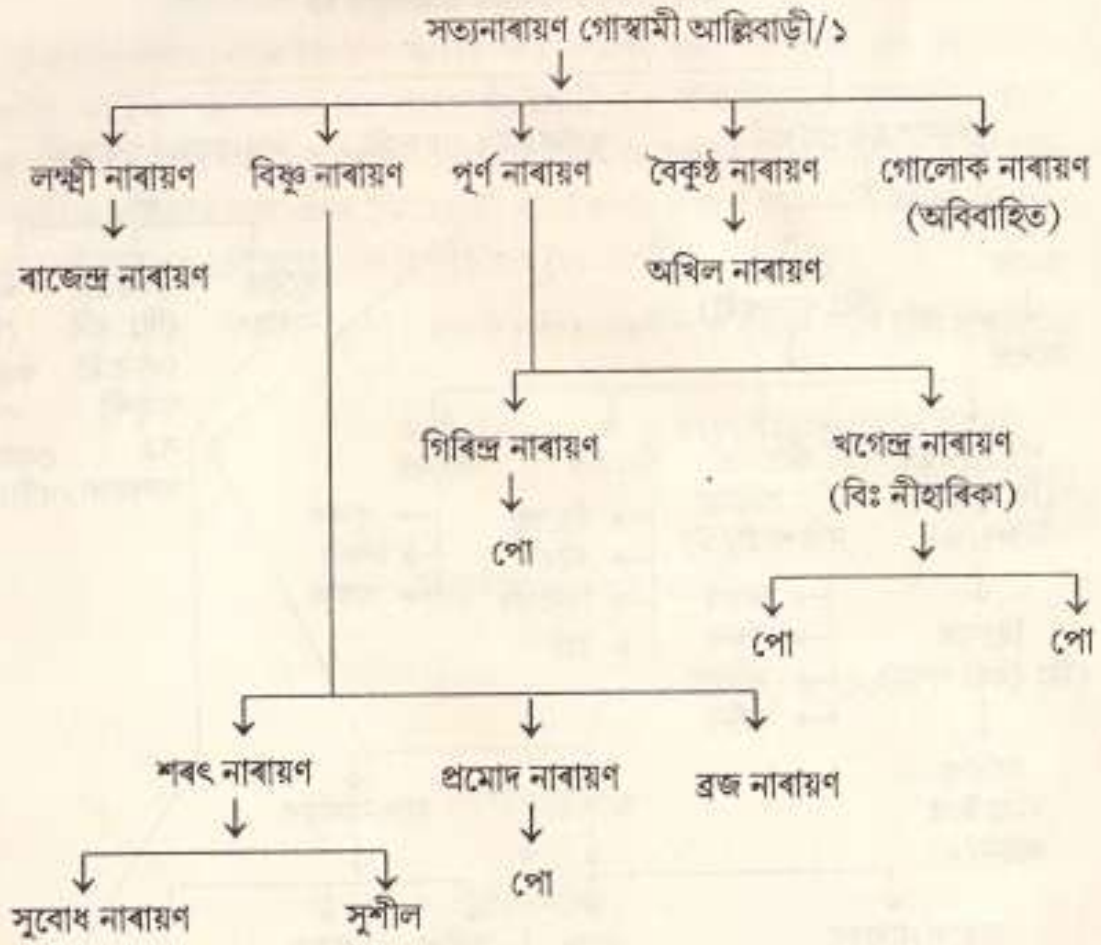 সত্যনাৰায়ণ গোস্বামী আল্লিবাড়ী/১
লক্ষ্মী নাৰায়ণ বিষ্ণু নাৰায়ণ পূৰ্ণ নাৰায়ণ বৈকুণ্ঠ নাৰায়ণ গোলোক নাৰায়ণ
(অবিবাহিত)
ৰাজেন্দ্ৰ নাৰায়ণ অখিল নাৰায়ণ
গিৰিন্দ্ৰ নাৰায়ণ খগেন্দ্ৰ নাৰায়ণ
(বিঃ নীহাৰিকা)
পো
পো পো
শৰৎ নাৰায়ণ প্ৰমোদ নাৰায়ণ ব্ৰজ নাৰায়ণ
পো
সুবোধ নাৰায়ণ সুশীল